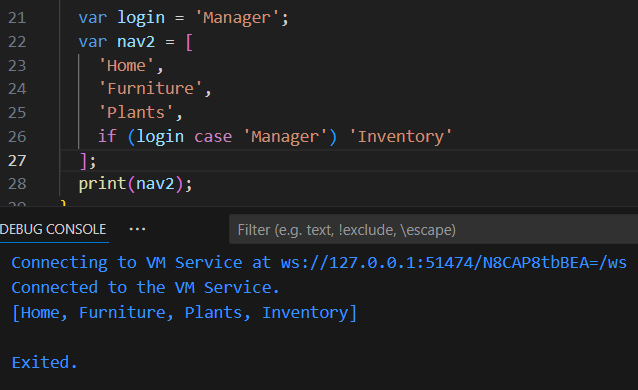 21 var login = 'Manager';
22 var nav2 = [
23 'Home',
24 'Furniture',
25 'Plants',
26 if (login case 'Manager') 'Inventory'
27 ];
28 print(nav2);
}
DEBUG CONSOLE ··· Filter (e.g. text, !exclude, \escape)
Connecting to VM Service at ws://127.0.0.1:51474/N8CAP8tbBEA=/ws
Connected to the VM Service.
[Home, Furniture, Plants, Inventory]
Exited.